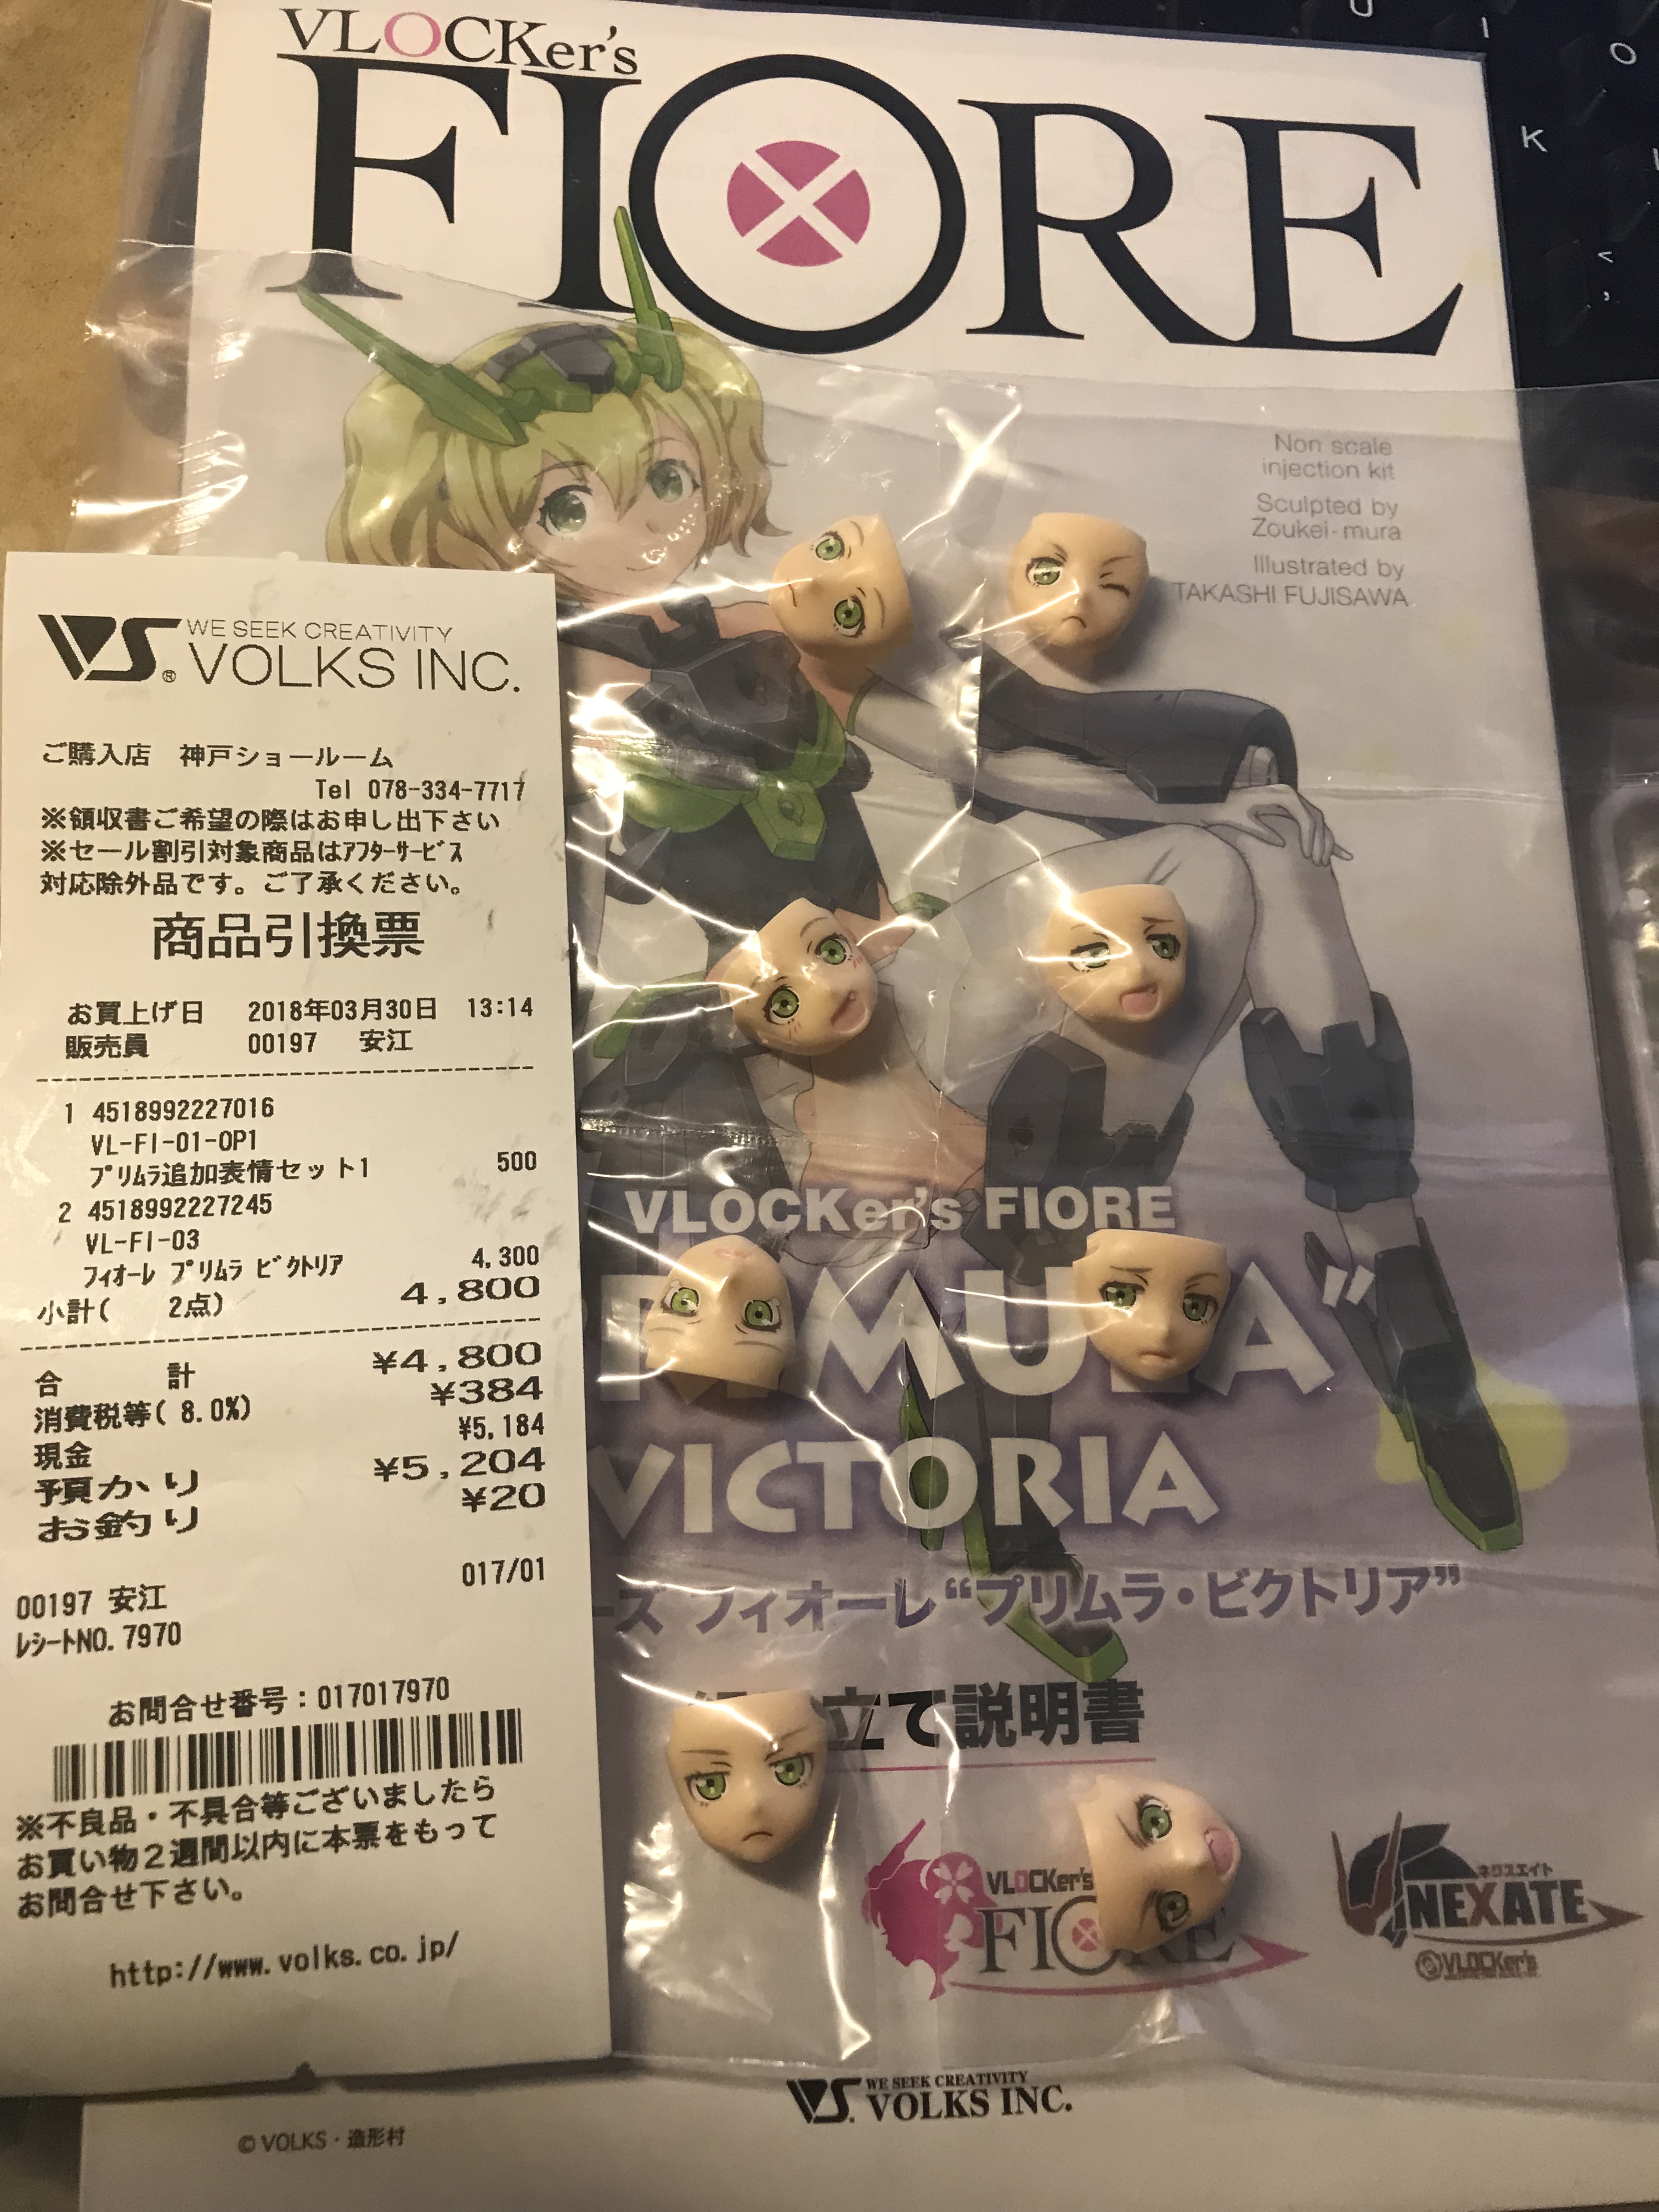 VLOCKer's
FIORE
U
I
O
K
<
,
Non scale
injection kit
Sculpted by
Zoukei-mura
Illustrated by
TAKASHI FUJISAWA
VS® WE SEEK CREATIVITY
VOLKS INC.
ご購入店 神戸ショールーム
Tel 078-334-7717
※領収書ご希望の際はお申し出下さい
※セール割引対象商品はｱﾌﾀｰｻｰﾋﾞｽ
対応除外品です。ご了承ください。
商品引換票
お買上げ日 2018年03月30日 13:14
販売員 00197 安江
1 4518992227016
VL-FI-01-OP1
ﾌﾟﾘﾑﾗ追加表情セット1 500
2 4518992227245
VL-FI-03
ﾌｨｵｰﾚ ﾌﾟﾘﾑﾗ ﾋﾞｸﾄﾘｱ 4,300
小計( 2点) 4,800
合 計 ¥4,800
消費税等( 8.0%) ¥384
現金 ¥5,184
預かり ¥5,204
お釣り ¥20
017/01
00197 安江
ﾚｼｰﾄNO. 7970
お問合せ番号：017017970
※不良品・不具合等ございましたら
お買い物２週間以内に本票をもって
お問合せ下さい。
http://www.volks.co.jp/
VLOCKer's FIORE
VICTORIA
ーズ フィオーレ“プリムラ・ビクトリア”
立て説明書
VLOCKer's
FIORE
ネクスエイト
NEXATE
VLOCKer's
VS. WE SEEK CREATIVITY
VOLKS INC.
© VOLKS・造形村